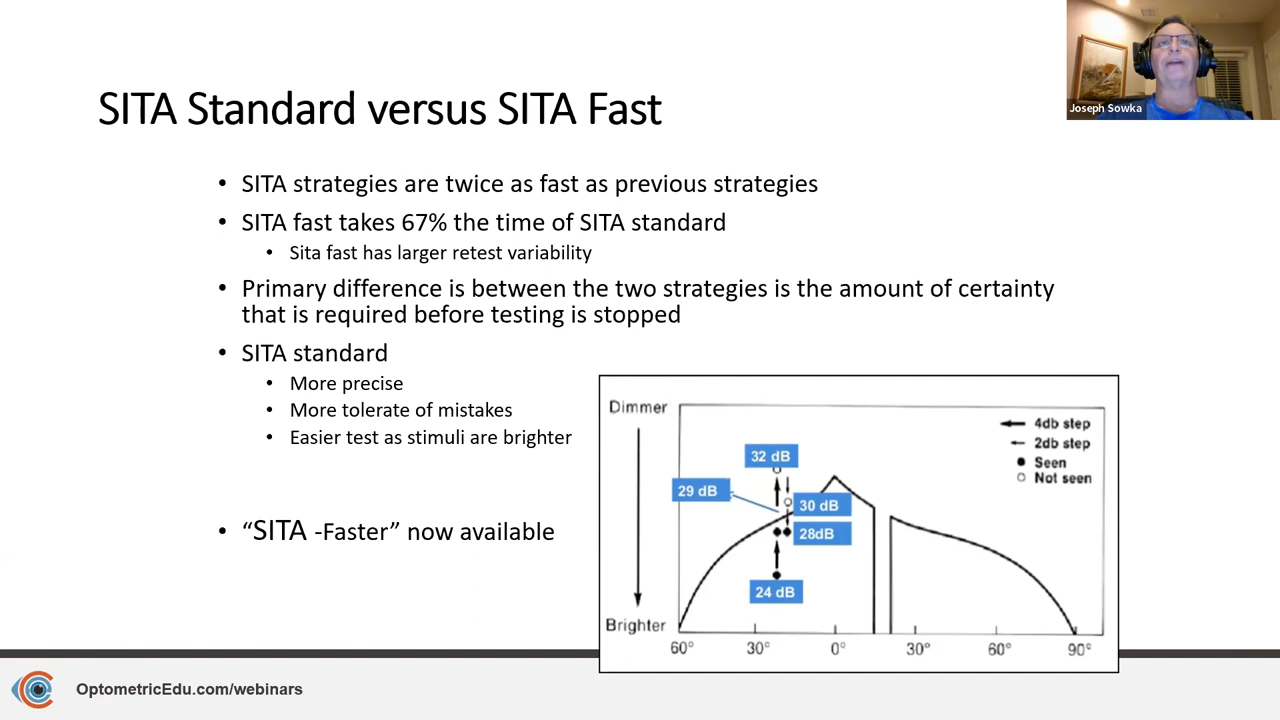 Joseph Sowka
SITA Standard versus SITA Fast
• SITA strategies are twice as fast as previous strategies
• SITA fast takes 67% the time of SITA standard
• Sita fast has larger retest variability
• Primary difference is between the two strategies is the amount of certainty
that is required before testing is stopped
• SITA standard
• More precise
• More tolerate of mistakes
• Easier test as stimuli are brighter
• “SITA -Faster” now available
Dimmer
Brighter
4db step
2db step
Seen
Not seen
32 dB
29 dB
30 dB
28dB
24 dB
60° 30° 0° 30° 60° 90°
OptometricEdu.com/webinars